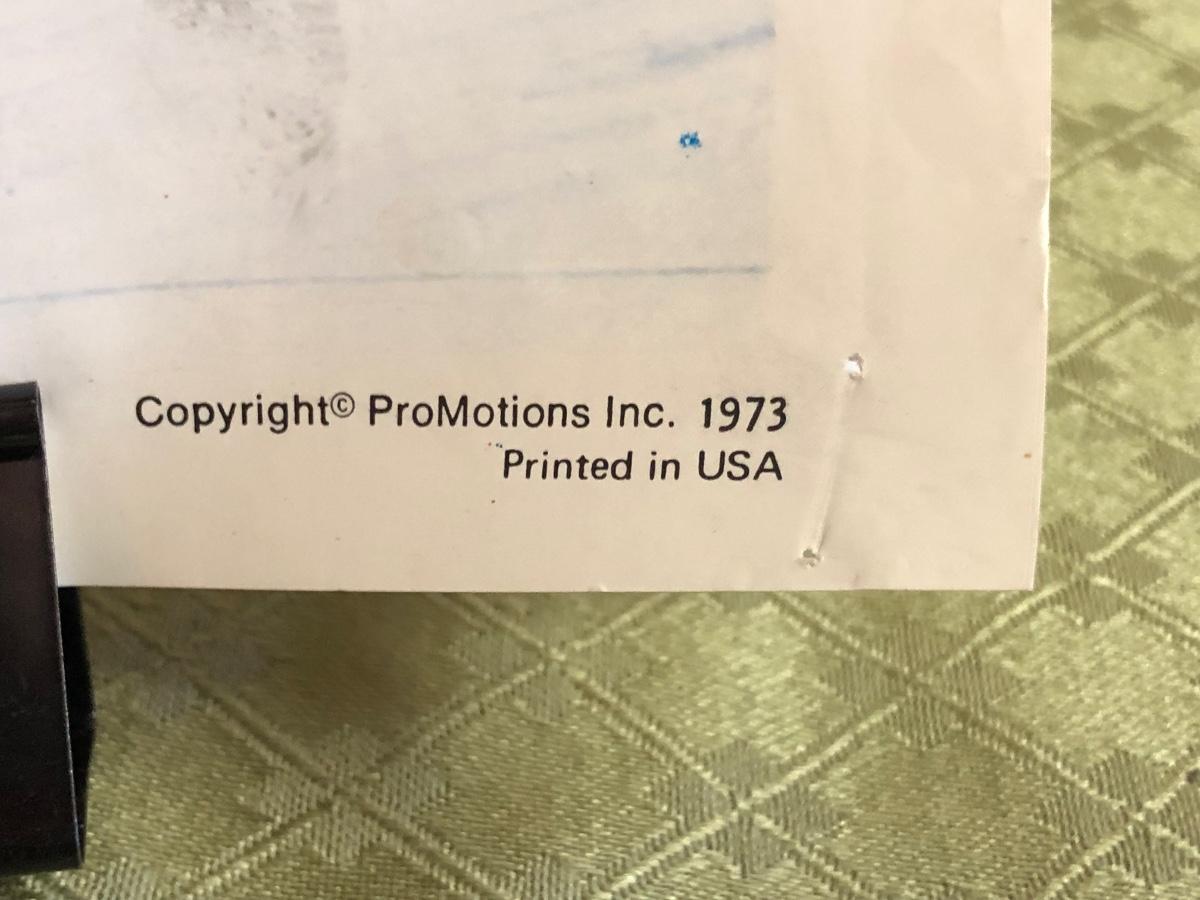 Copyright© ProMotions Inc. 1973
Printed in USA